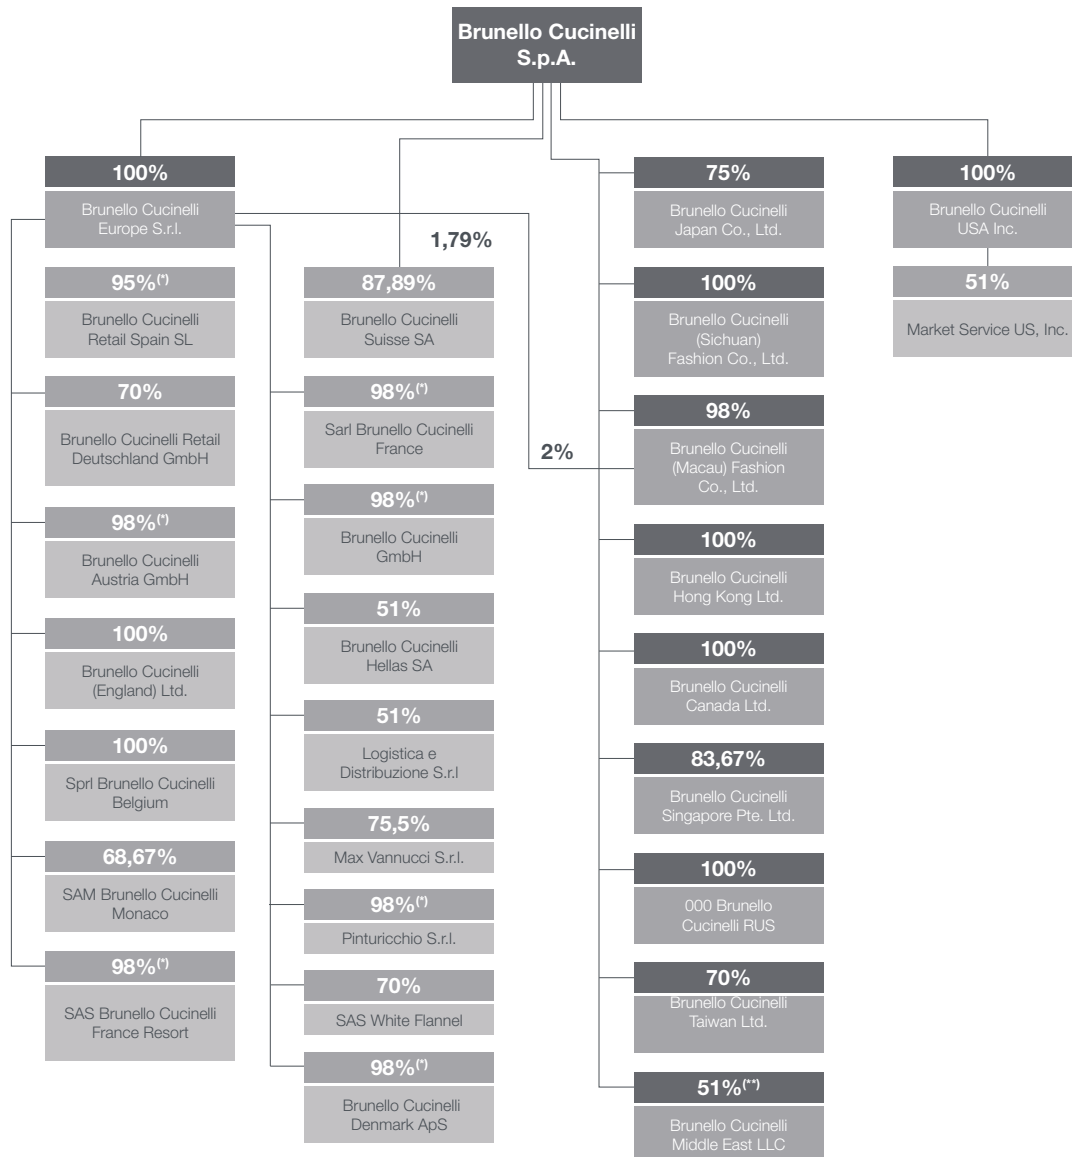 Brunello Cucinelli
S.p.A.
100%
Brunello Cucinelli
Europe S.r.l.
95%(*)
Brunello Cucinelli
Retail Spain SL
70%
Brunello Cucinelli Retail
Deutschland GmbH
98%(*)
Brunello Cucinelli
Austria GmbH
100%
Brunello Cucinelli
(England) Ltd.
100%
Sprl Brunello Cucinelli
Belgium
68,67%
SAM Brunello Cucinelli
Monaco
98%(*)
SAS Brunello Cucinelli
France Resort
1,79%
87,89%
Brunello Cucinelli
Suisse SA
98%(*)
Sarl Brunello Cucinelli
France
98%(*)
Brunello Cucinelli
GmbH
51%
Brunello Cucinelli
Hellas SA
51%
Logistica e
Distribuzione S.r.l
75,5%
Max Vannucci S.r.l.
98%(*)
Pinturicchio S.r.l.
70%
SAS White Flannel
98%(*)
Brunello Cucinelli
Denmark ApS
2%
75%
Brunello Cucinelli
Japan Co., Ltd.
100%
Brunello Cucinelli
(Sichuan)
Fashion Co., Ltd.
98%
Brunello Cucinelli
(Macau) Fashion
Co., Ltd.
100%
Brunello Cucinelli
Hong Kong Ltd.
100%
Brunello Cucinelli
Canada Ltd.
83,67%
Brunello Cucinelli
Singapore Pte. Ltd.
100%
000 Brunello
Cucinelli RUS
70%
Brunello Cucinelli
Taiwan Ltd.
51%(**)
Brunello Cucinelli
Middle East LLC
100%
Brunello Cucinelli
USA Inc.
51%
Market Service US, Inc.